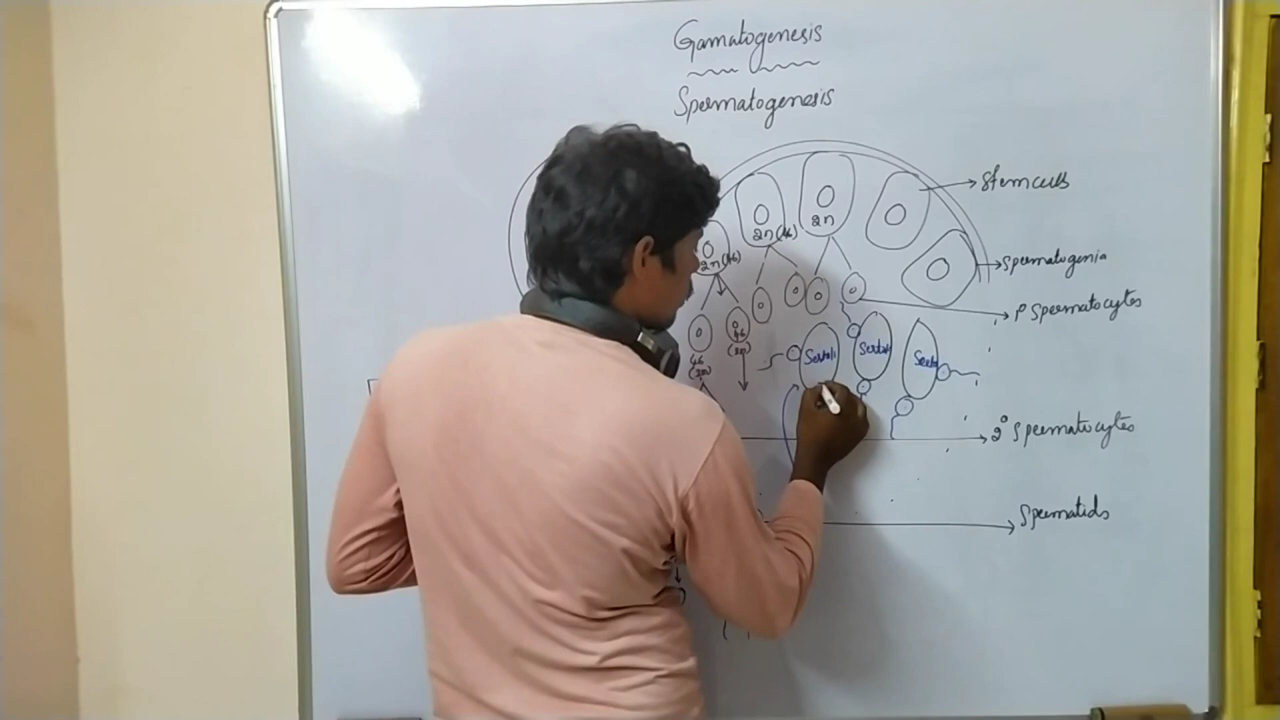 Gamatogenesis
Spermatogenesis
Stem cells
2n
2n(46)
2n(46)
Spermatogenia
1° Spermatocytes
46
(2n)
46
(2n)
Sertoli
Sertoli
Serto
2° Spermatocytes
Spermatids